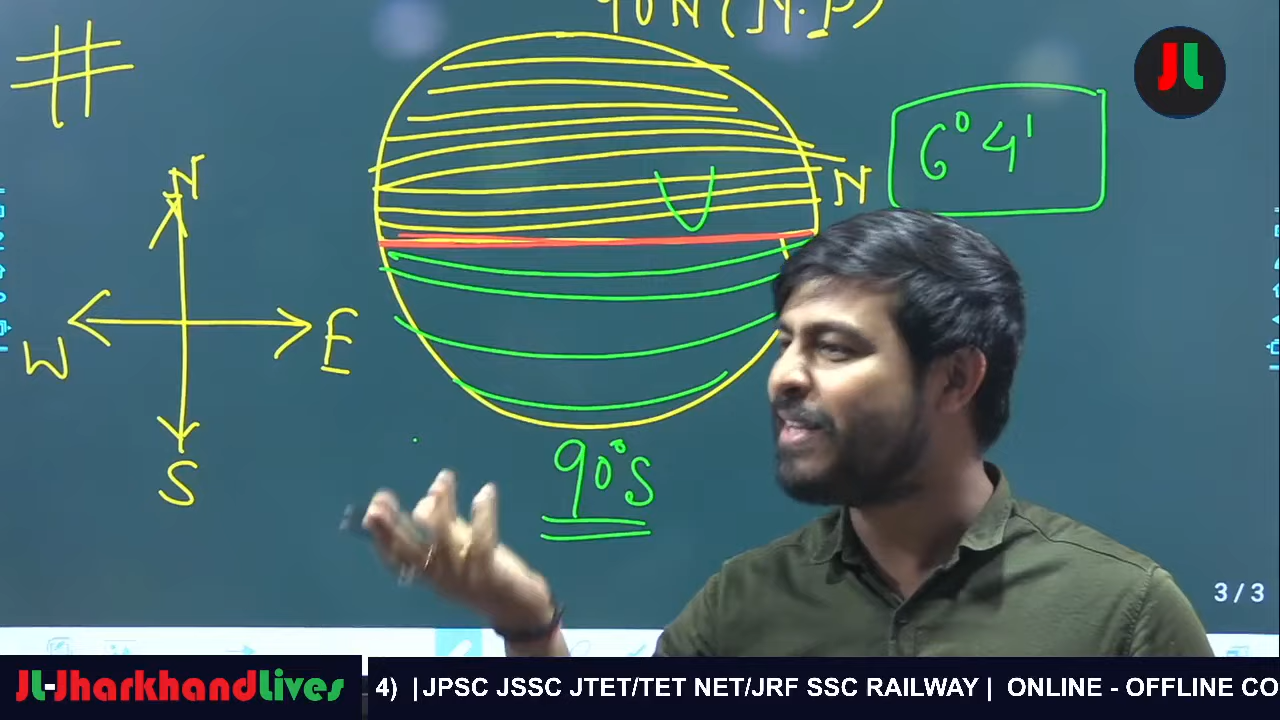 90 N (N.P)
#
JL
6° 4'
N
N
W
E
S
90°S
3 / 3
JL-JharkhandLives
4) | JPSC JSSC JTET/TET NET/JRF SSC RAILWAY | ONLINE - OFFLINE CO